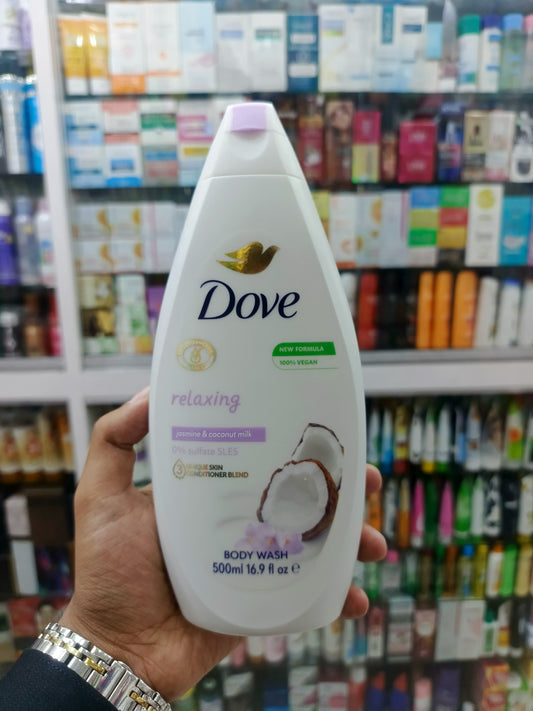 Dove
NEW FORMULA
100% VEGAN
relaxing
jasmine & coconut milk
0% sulfate SLES
3 UNIQUE SKIN
CONDITIONER BLEND
BODY WASH
500ml 16.9 fl oz e